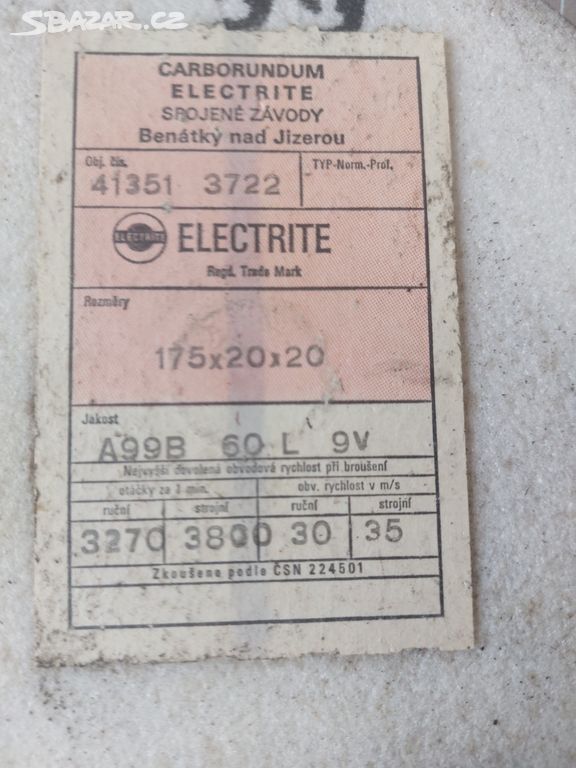 SBAZAR.CZ
CARBORUNDUM
ELECTRITE
SPOJENÉ ZÁVODY
Benátky nad Jizerou
Obj. čís. TYP-Norm.-Prof.
41351 3722
ELECTRITE ELECTRITE
Regd. Trade Mark
Rozměry
175x20x20
Jakost
A99B 60 L 9V
Nejvyšší dovolená obvodová rychlost při broušení
otáčky za 1 min. obv. rychlost v m/s
ruční strojní ruční strojní
3270 3800 30 35
Zkoušeno podle ČSN 224501